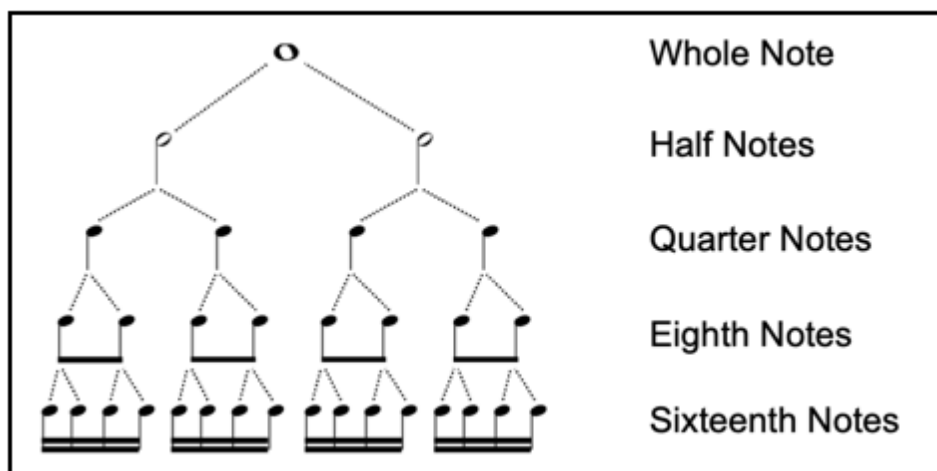 Whole Note
Half Notes
Quarter Notes
Eighth Notes
Sixteenth Notes